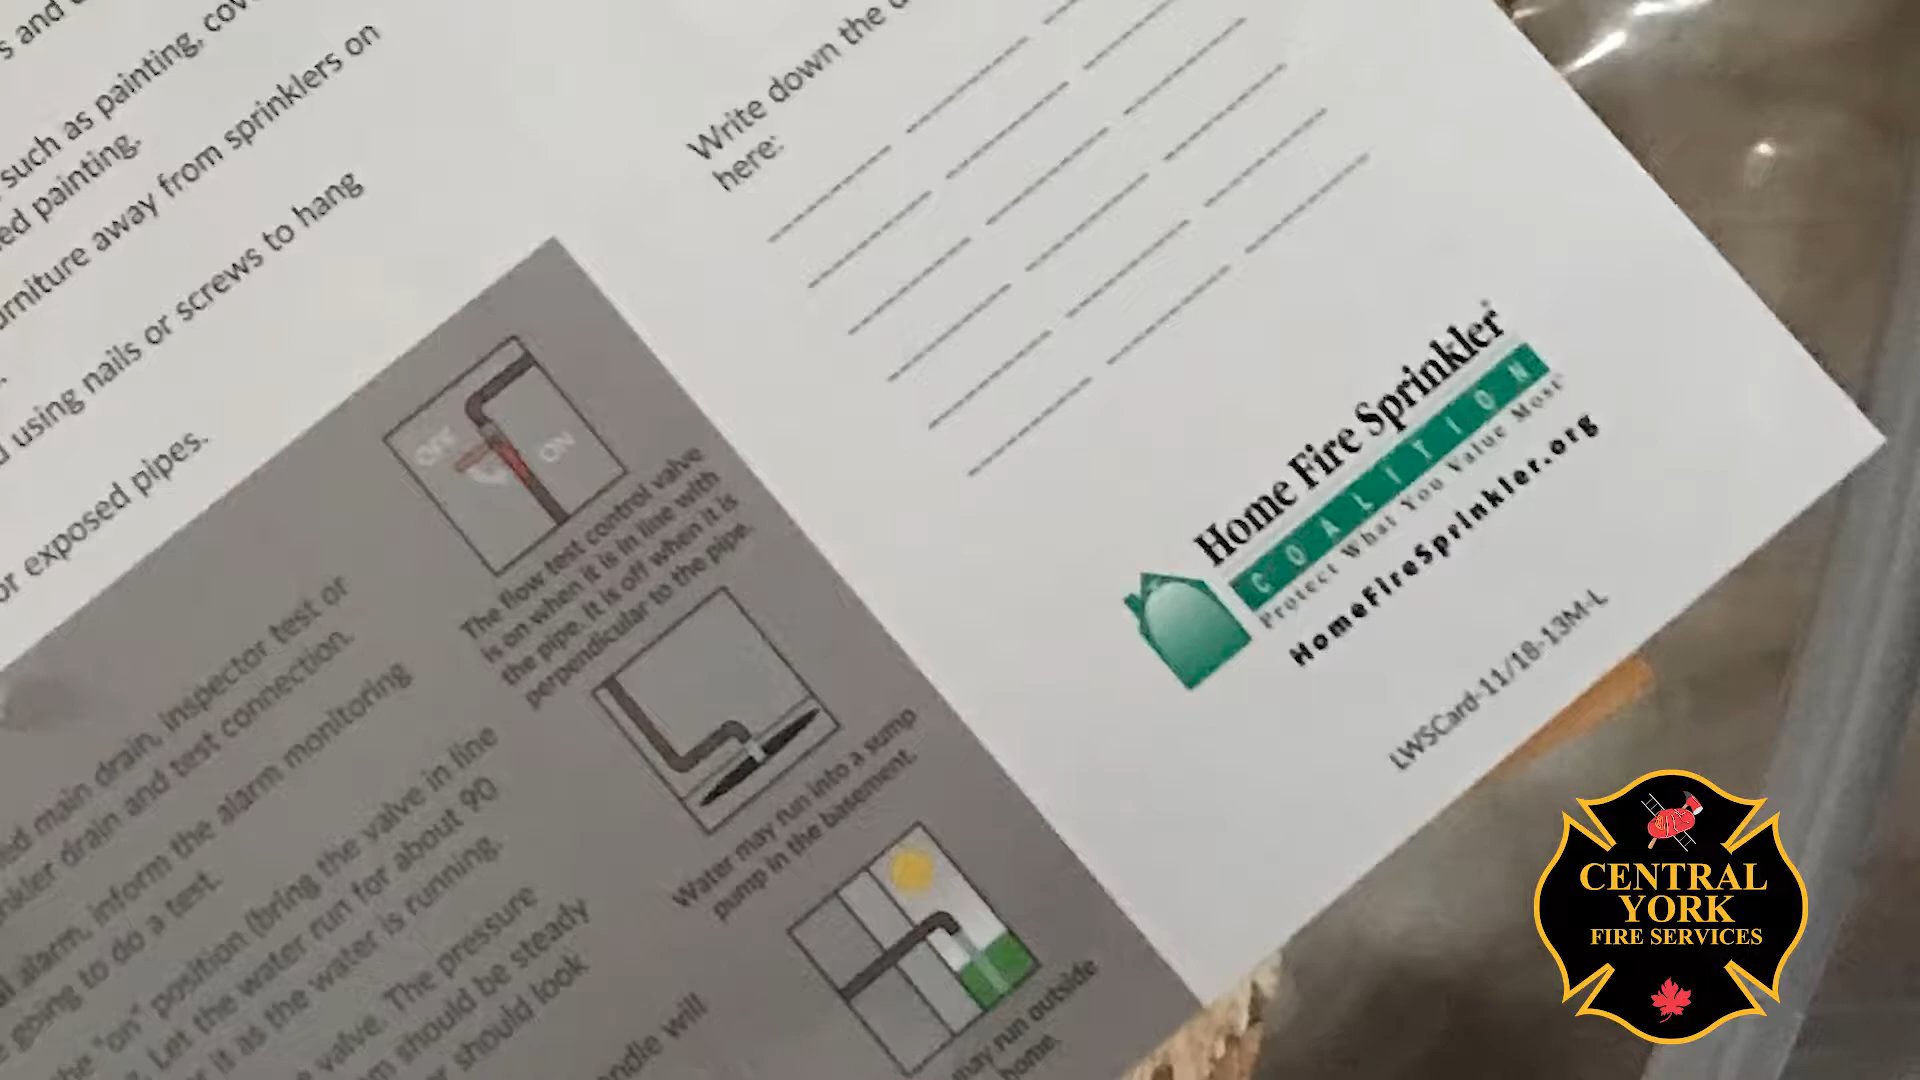 s and
such as painting, cov
ed painting.
urniture away from sprinklers on
using nails or screws to hang
or exposed pipes.
ed main drain, inspector test or
nkler drain and test connection.
al alarm, inform the alarm monitoring
going to do a test.
the "on" position (bring the valve in line
. Let the water run for about 90
r it as the water is running.
valve. The pressure
m should be steady
r should look
ndle will
OFF
ON
The flow test control valve
is on when it is in line with
the pipe. It is off when it is
perpendicular to the pipe.
Water may run into a sump
pump in the basement.
may run outside
home.
Write down the
here:
Home Fire Sprinkler
COALITION
Protect What You Value Most
HomeFireSprinkler.org
LWSCard-11/18-13M-L
CENTRAL
YORK
FIRE SERVICES